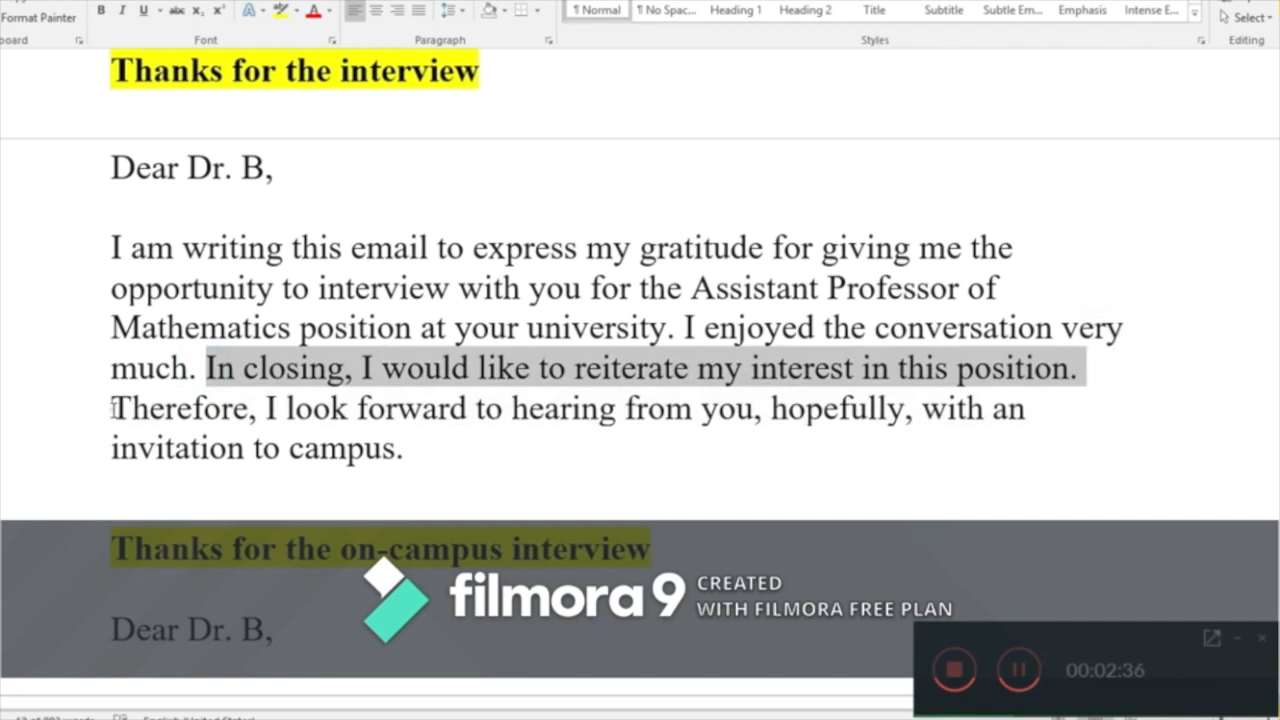 Format Painter
B I U abc x₂ x² A A
¶ Normal ¶ No Spac... Heading 1 Heading 2 Title Subtitle Subtle Em... Emphasis Intense E...
Select
Font Paragraph Styles Editing
Thanks for the interview
Dear Dr. B,
I am writing this email to express my gratitude for giving me the
opportunity to interview with you for the Assistant Professor of
Mathematics position at your university. I enjoyed the conversation very
much. In closing, I would like to reiterate my interest in this position.
Therefore, I look forward to hearing from you, hopefully, with an
invitation to campus.
Thanks for the on-campus interview
filmora9 CREATED
WITH FILMORA FREE PLAN
Dear Dr. B,
00:02:36